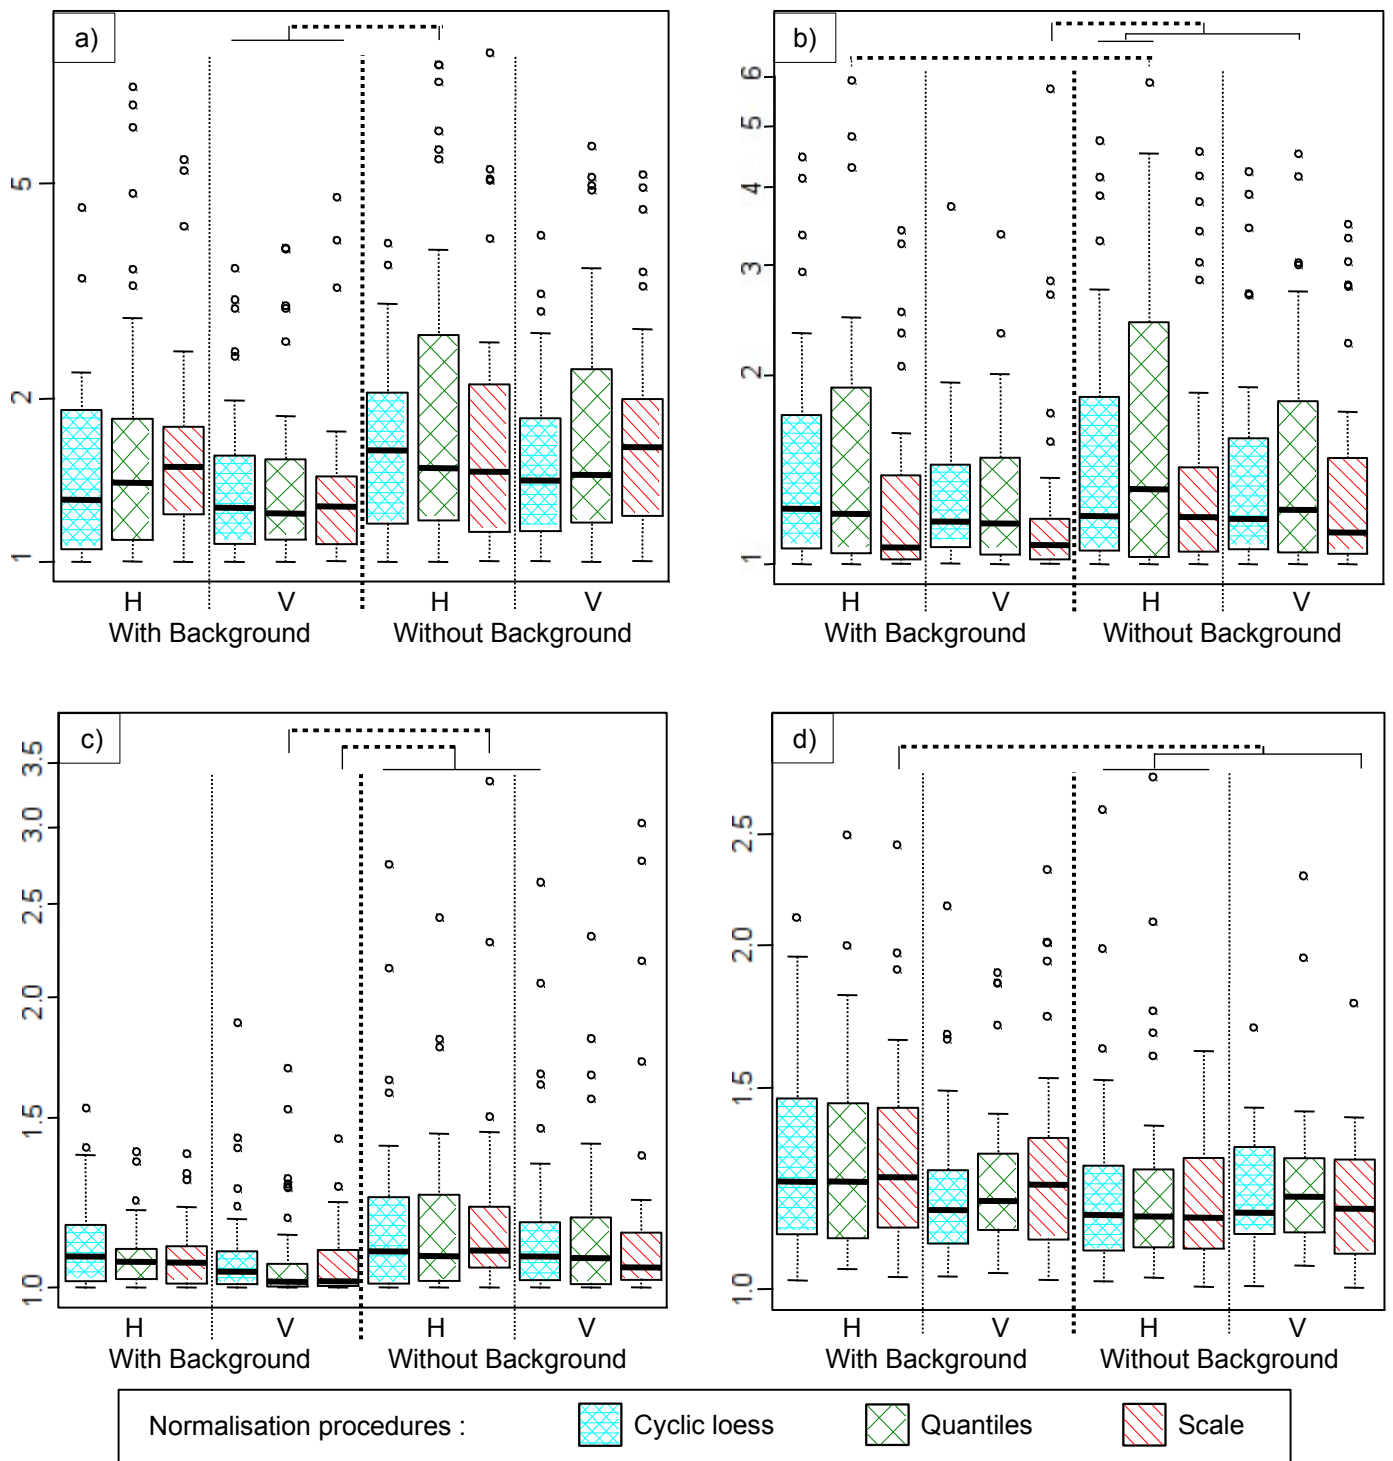 a)
5
2
1
H V H V
With Background Without Background
b)
6
5
4
3
2
1
H V H V
With Background Without Background
c)
3.5
3.0
2.5
2.0
1.5
1.0
H V H V
With Background Without Background
d)
2.5
2.0
1.5
1.0
H V H V
With Background Without Background
Normalisation procedures : Cyclic loess Quantiles Scale